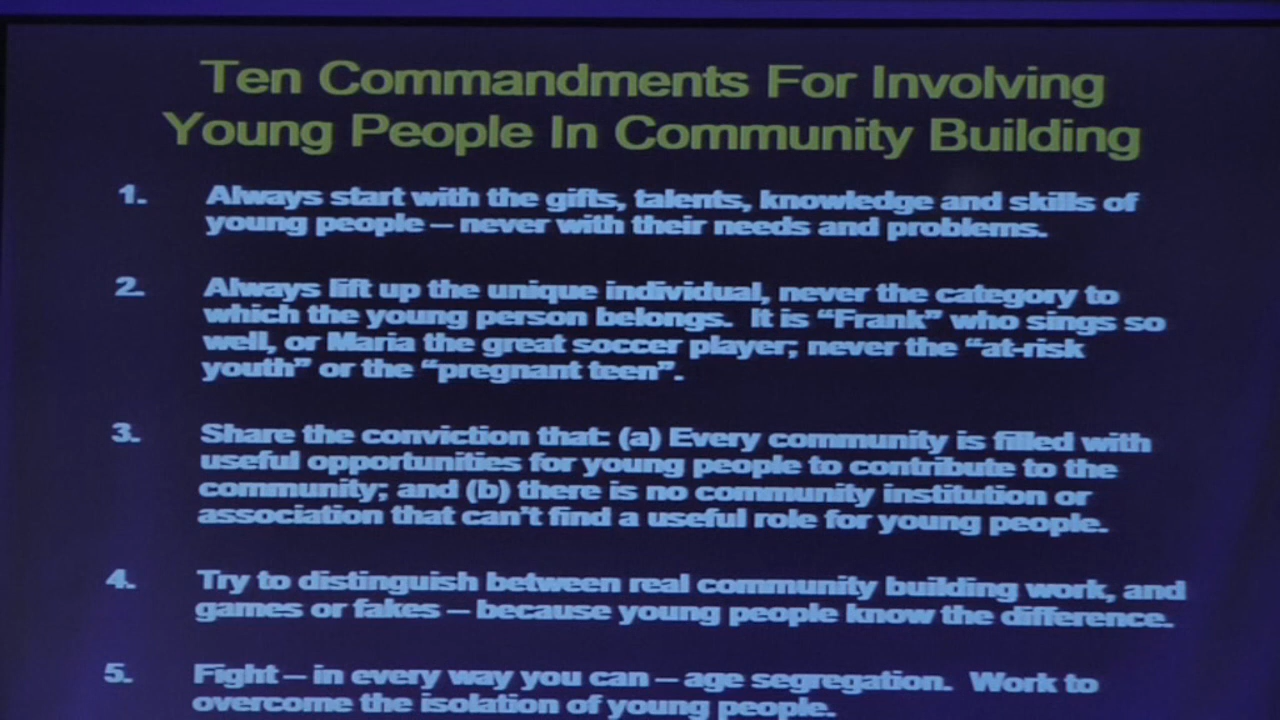 Ten Commandments For Involving
Young People In Community Building
1. Always start with the gifts, talents, knowledge and skills of
young people – never with their needs and problems.
2. Always lift up the unique individual, never the category to
which the young person belongs. It is “Frank” who sings so
well, or Maria the great soccer player; never the “at-risk
youth” or the “pregnant teen”.
3. Share the conviction that: (a) Every community is filled with
useful opportunities for young people to contribute to the
community; and (b) there is no community institution or
association that can’t find a useful role for young people.
4. Try to distinguish between real community building work, and
games or fakes – because young people know the difference.
5. Fight – in every way you can – age segregation. Work to
overcome the isolation of young people.